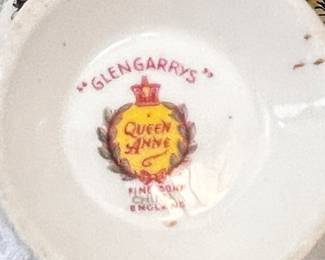 "GLENGARRYS"
QUEEN
ANNE
FINE BONE
CHINA
ENGLAND